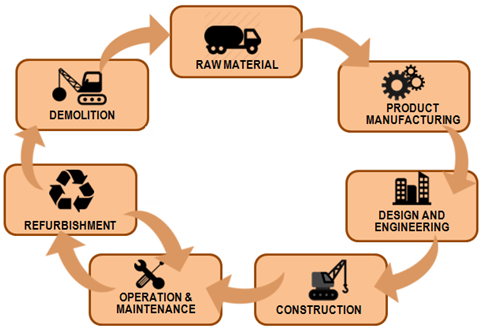 RAW MATERIAL
PRODUCT
MANUFACTURING
DESIGN AND
ENGINEERING
CONSTRUCTION
OPERATION &
MAINTENANCE
REFURBISHMENT
DEMOLITION